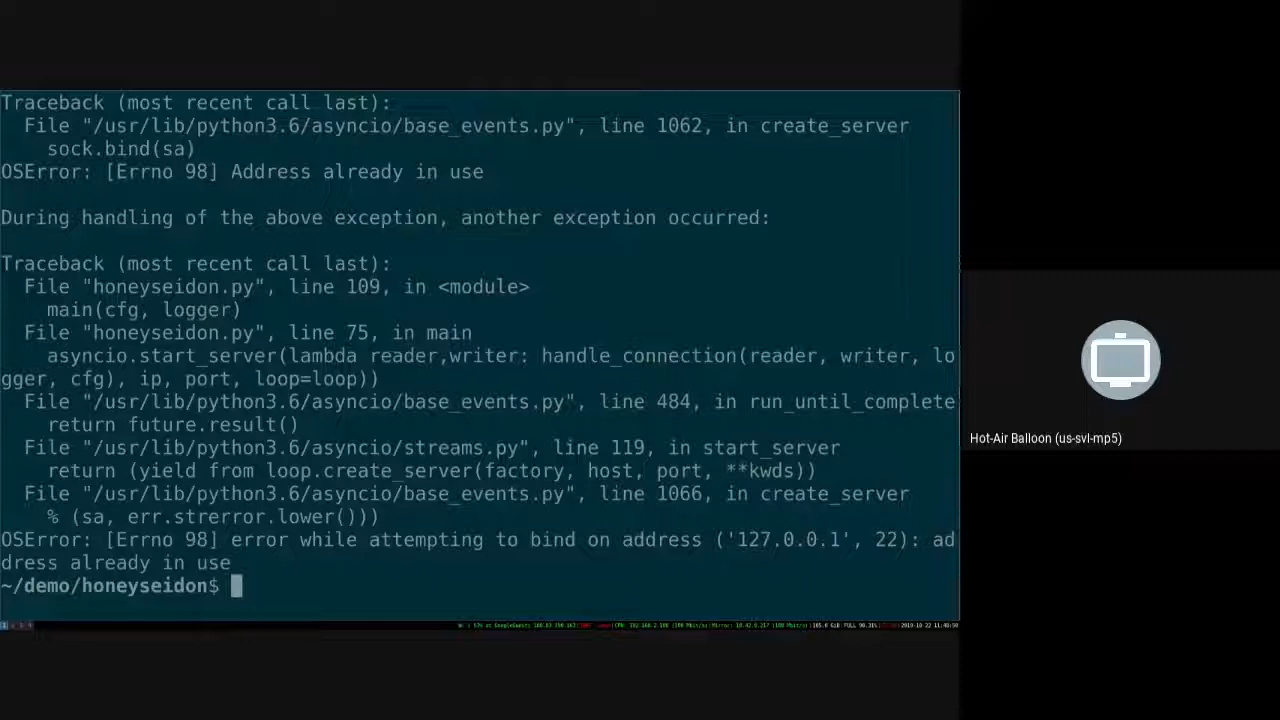 Traceback (most recent call last):
  File "/usr/lib/python3.6/asyncio/base_events.py", line 1062, in create_server
    sock.bind(sa)
OSError: [Errno 98] Address already in use

During handling of the above exception, another exception occurred:

Traceback (most recent call last):
  File "honeyseidon.py", line 109, in <module>
    main(cfg, logger)
  File "honeyseidon.py", line 75, in main
    asyncio.start_server(lambda reader,writer: handle_connection(reader, writer, lo
gger, cfg), ip, port, loop=loop))
  File "/usr/lib/python3.6/asyncio/base_events.py", line 484, in run_until_complete
    return future.result()
  File "/usr/lib/python3.6/asyncio/streams.py", line 119, in start_server
    return (yield from loop.create_server(factory, host, port, **kwds))
  File "/usr/lib/python3.6/asyncio/base_events.py", line 1066, in create_server
    % (sa, err.strerror.lower()))
OSError: [Errno 98] error while attempting to bind on address ('127.0.0.1', 22): ad
dress already in use
~/demo/honeyseidon$
Hot-Air Balloon (us-svl-mp5)